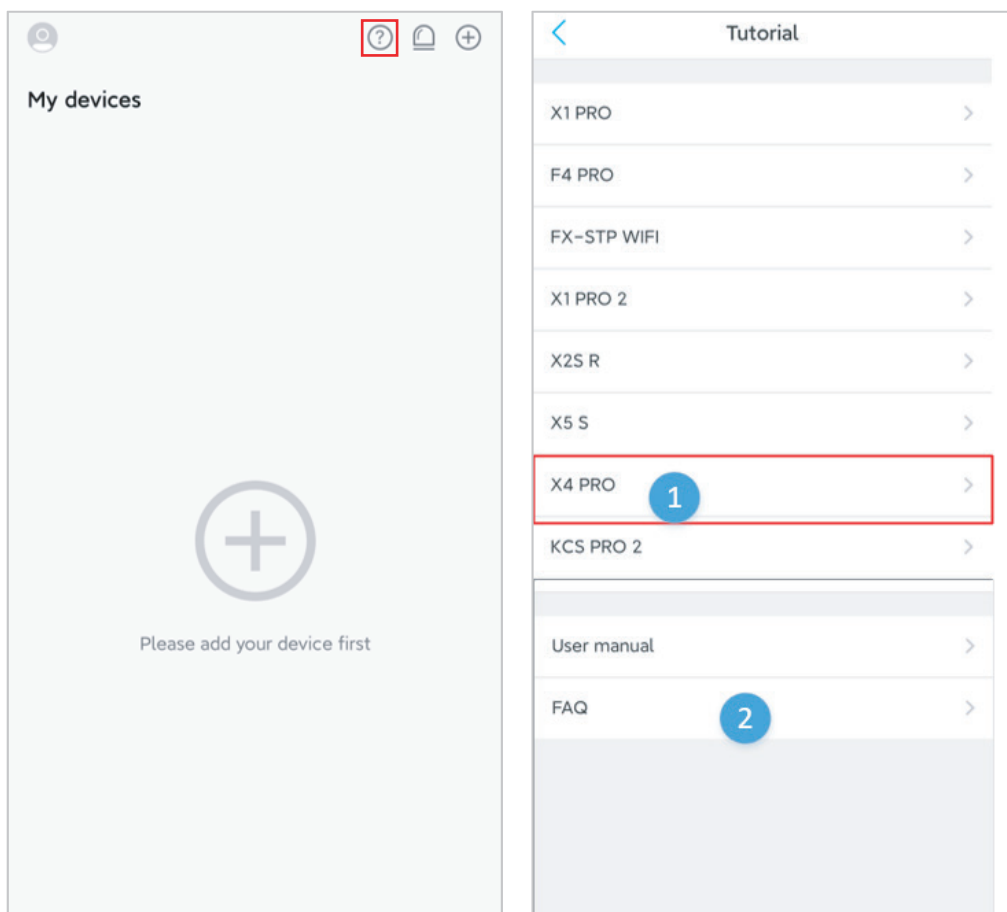 My devices
Please add your device first
Tutorial
X1 PRO
F4 PRO
FX-STP WIFI
X1 PRO 2
X2S R
X5 S
X4 PRO
1
KCS PRO 2
User manual
FAQ
2